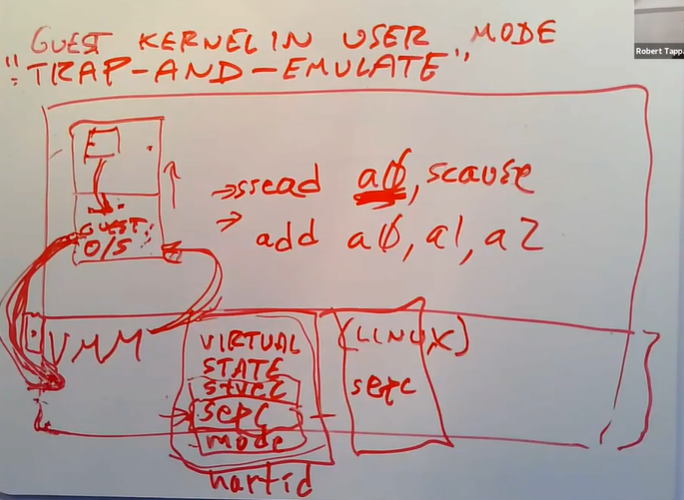 GUEST KERNEL IN USER MODE
"TRAP-AND-EMULATE"
Robert Tappa
E
GUEST
O/S
→ sread a0, scause
→ add a0, a1, a2
VMM
VIRTUAL
STATE
stvec
sepc
mode
hartid
(LINUX)
sepc